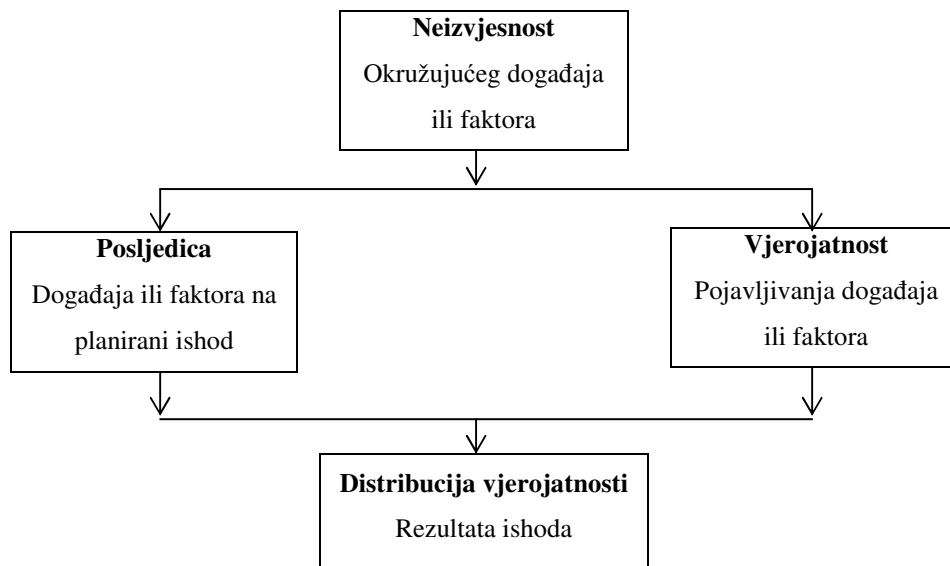 Neizvjesnost
Okružujućeg događaja
ili faktora
Posljedica
Događaja ili faktora na
planirani ishod
Vjerojatnost
Pojavljivanja događaja
ili faktora
Distribucija vjerojatnosti
Rezultata ishoda